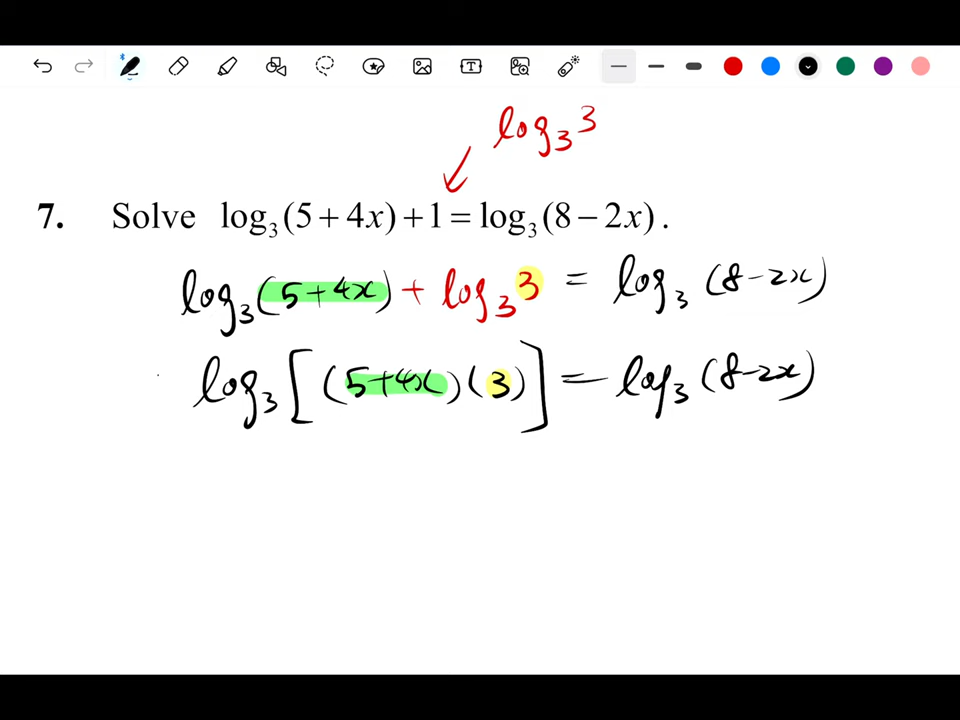 log₃ 3
7. Solve log₃(5 + 4x) + 1 = log₃(8 − 2x).
log₃(5+4x) + log₃ 3 = log₃ (8-2x)
log₃ [(5+4x)(3)] = log₃ (8-2x)